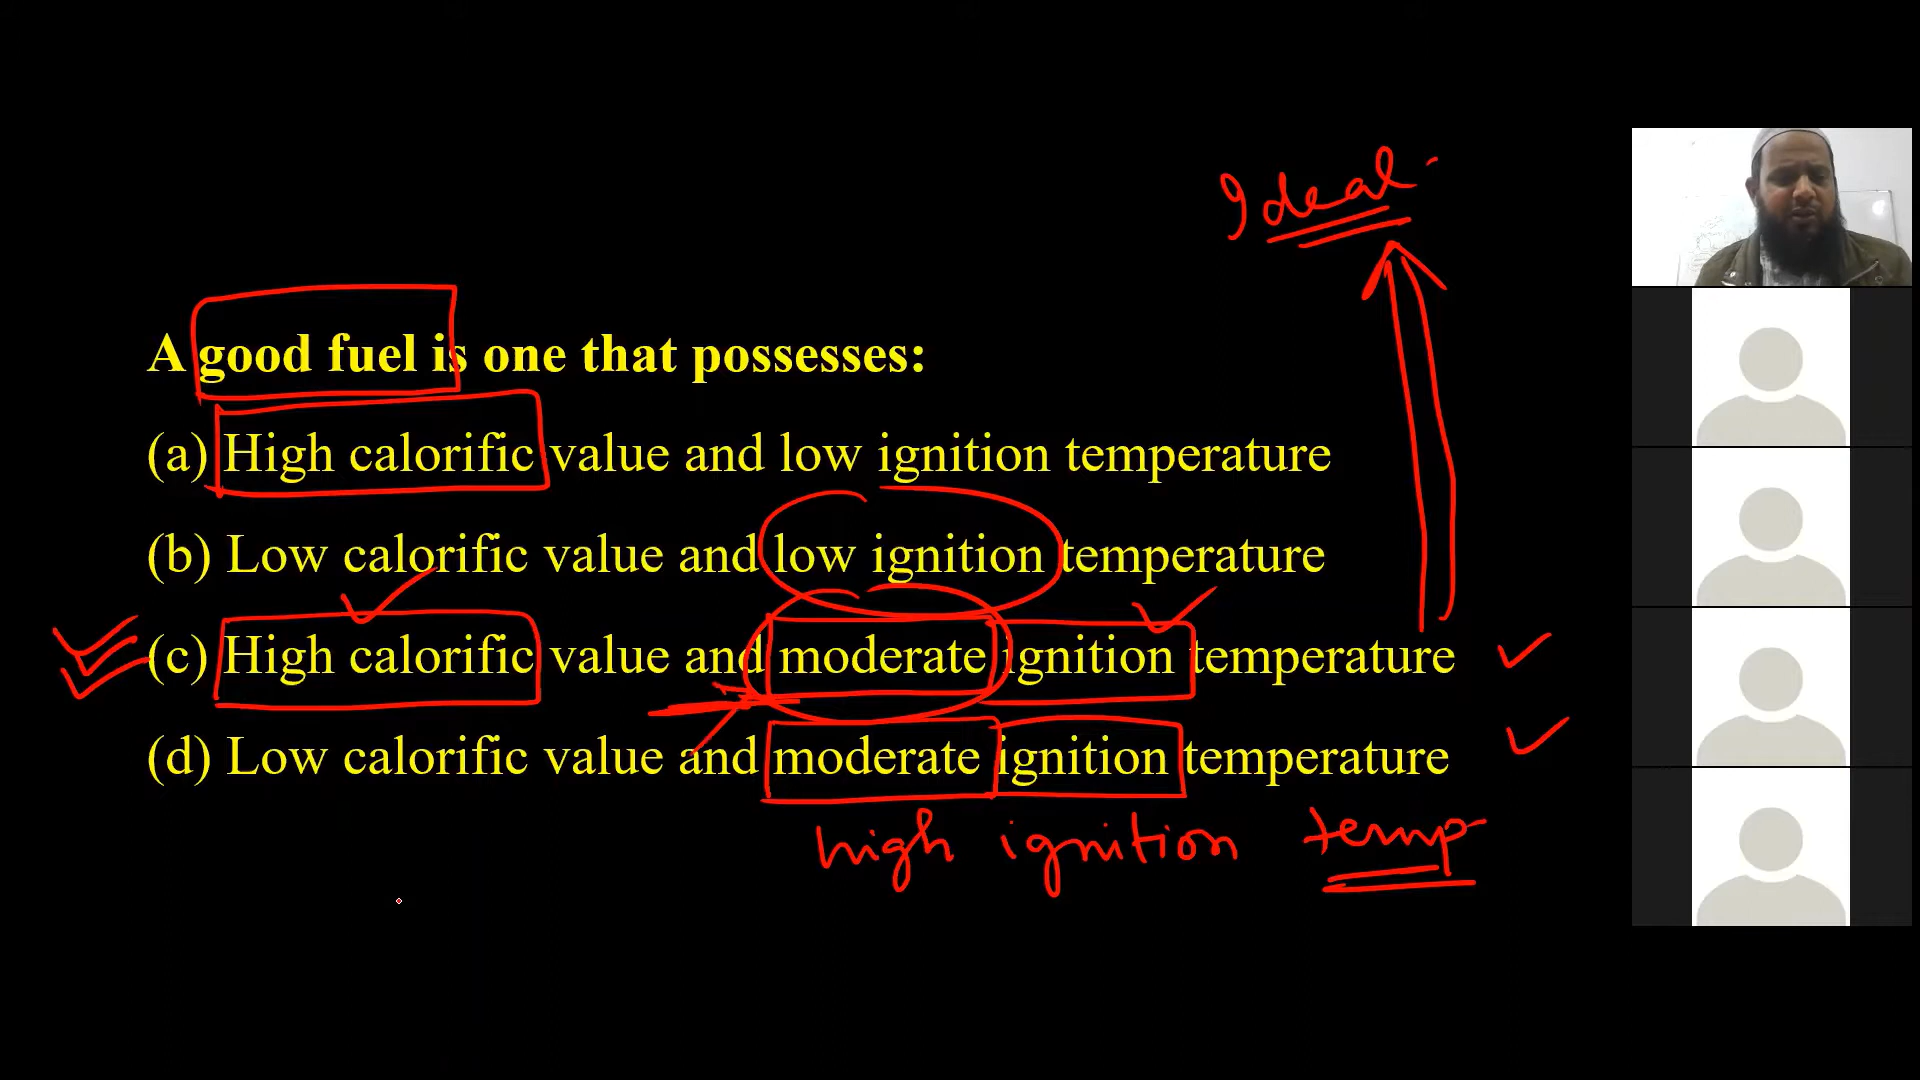 Ideal
A good fuel is one that possesses:
(a) High calorific value and low ignition temperature
(b) Low calorific value and low ignition temperature
(c) High calorific value and moderate ignition temperature
(d) Low calorific value and moderate ignition temperature
high ignition temp